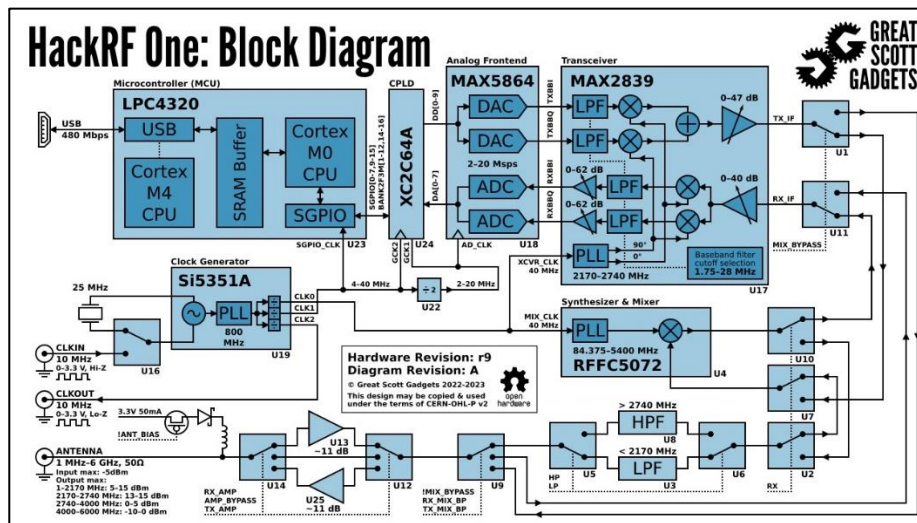 HackRF One: Block Diagram
GREAT
SCOTT
GADGETS
Microcontroller (MCU)
LPC4320
USB
480 Mbps
USB
Cortex
M4
CPU
SRAM Buffer
Cortex
M0
CPU
SGPIO
SGPIO_CLK
U23
SGPIO[0-7,9-15]
BANK2F3M[1-12,14-16]
CPLD
XC2C64A
GCK2
GCK1
U24
DD[0-9]
DA[0-7]
AD_CLK
Analog Frontend
MAX5864
DAC
DAC
2–20 Msps
ADC
ADC
U18
TXBBI
TXBBQ
RXBBI
RXBBQ
Transceiver
MAX2839
LPF
LPF
0–47 dB
0–62 dB
LPF
0–62 dB
LPF
0–40 dB
PLL
90°
0°
2170–2740 MHz
Baseband filter
cutoff selection
1.75–28 MHz
U17
XCVR_CLK
40 MHz
TX_IF
U1
RX_IF
U11
MIX_BYPASS
Clock Generator
Si5351A
PLL
800
MHz
CLK0
CLK1
CLK2
U19
4–40 MHz
÷ 2
U22
2–20 MHz
25 MHz
U16
CLKIN
10 MHz
0–3.3 V, Hi-Z
CLKOUT
10 MHz
0–3.3 V, Lo-Z
Synthesizer & Mixer
MIX_CLK
40 MHz
PLL
84.375–5400 MHz
RFFC5072
U4
U10
U7
U2
RX
Hardware Revision: r9
Diagram Revision: A
© Great Scott Gadgets 2022-2023
This design may be copied & used
under the terms of CERN-OHL-P v2
open
hardware
3.3V 50mA
!ANT_BIAS
ANTENNA
1 MHz–6 GHz, 50Ω
Input max: -5dBm
Output max:
1–2170 MHz: 5–15 dBm
2170–2740 MHz: 13–15 dBm
2740–4000 MHz: 0–5 dBm
4000–6000 MHz: -10–0 dBm
U14
RX_AMP
AMP_BYPASS
TX_AMP
U13
~11 dB
U25
~11 dB
U12
U9
!MIX_BYPASS
RX_MIX_BP
TX_MIX_BP
U5
HP
LP
> 2740 MHz
HPF
U8
< 2170 MHz
LPF
U3
U6